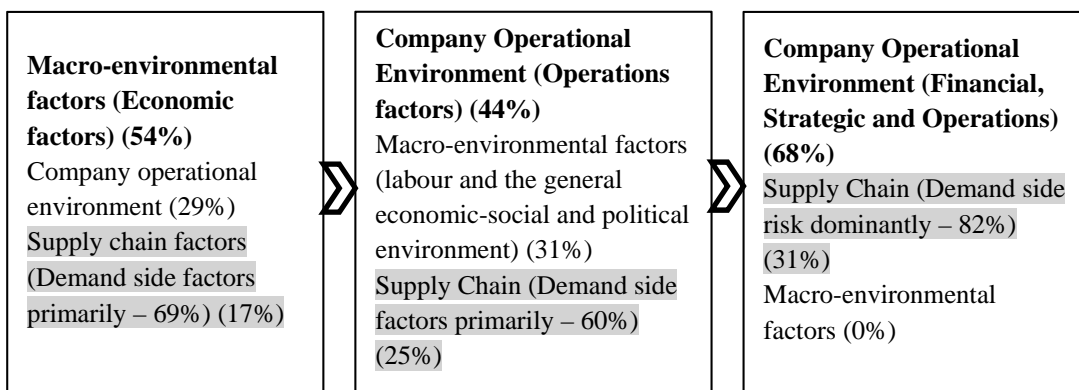 Macro-environmental
factors (Economic
factors) (54%)
Company operational
environment (29%)
Supply chain factors
(Demand side factors
primarily – 69%) (17%)
Company Operational
Environment (Operations
factors) (44%)
Macro-environmental factors
(labour and the general
economic-social and political
environment) (31%)
Supply Chain (Demand side
factors primarily – 60%)
(25%)
Company Operational
Environment (Financial,
Strategic and Operations)
(68%)
Supply Chain (Demand side
risk dominantly – 82%)
(31%)
Macro-environmental
factors (0%)